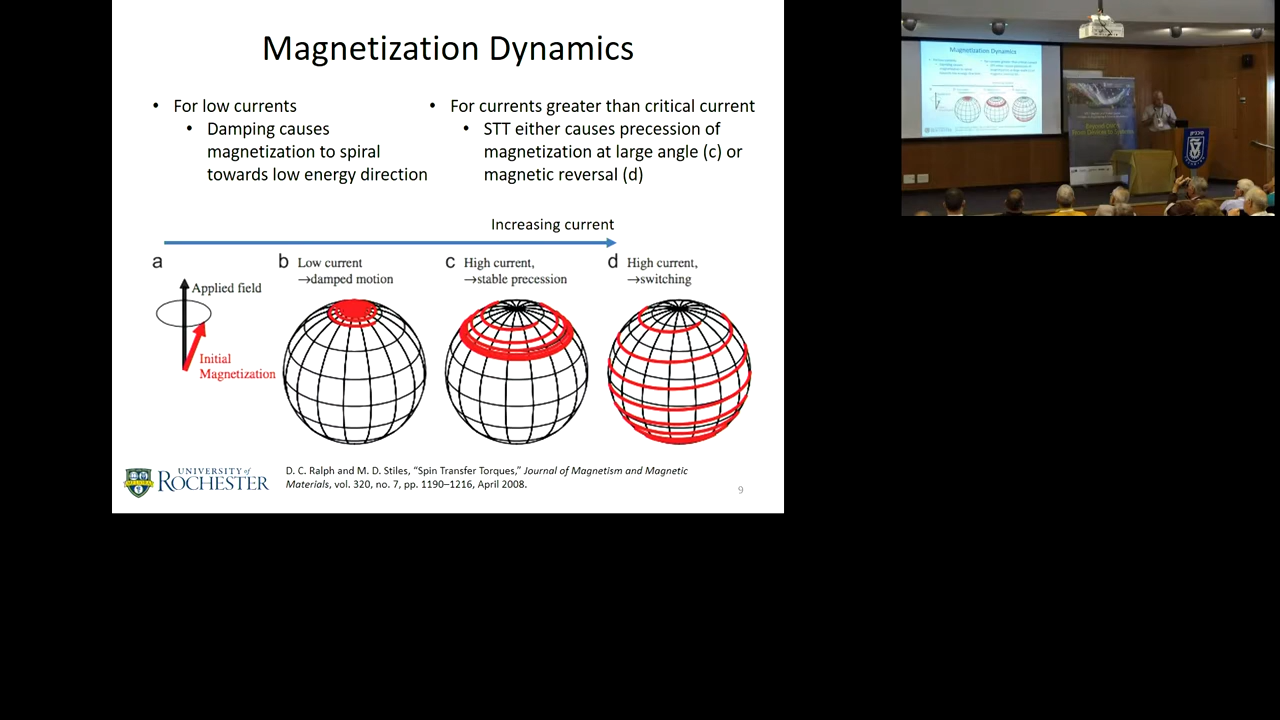 Magnetization Dynamics
• For low currents
• Damping causes
magnetization to spiral
towards low energy direction
• For currents greater than critical current
• STT either causes precession of
magnetization at large angle (c) or
magnetic reversal (d)
Increasing current
a
Applied field
Initial
Magnetization
b Low current
→damped motion
c High current,
→stable precession
d High current,
→switching
UNIVERSITY of
ROCHESTER
D. C. Ralph and M. D. Stiles, “Spin Transfer Torques,” Journal of Magnetism and Magnetic
Materials, vol. 320, no. 7, pp. 1190–1216, April 2008.
9
Magnetization Dynamics